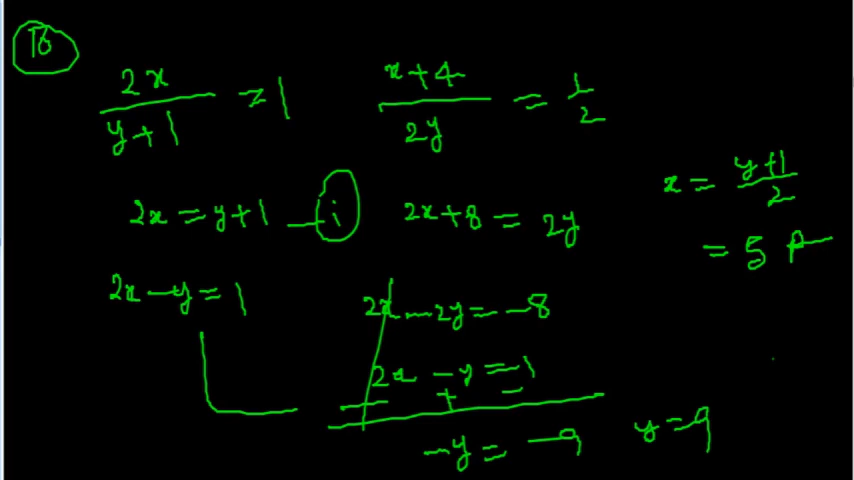 16
2x/(y+1) = 1
(x+4)/2y = 1/2
2x = y+1 — i
2x+8 = 2y
x = (y+1)/2
= 5
2x − y = 1
2x − 2y = −8
2x − y = 1
− + −
−y = −9
y = 9